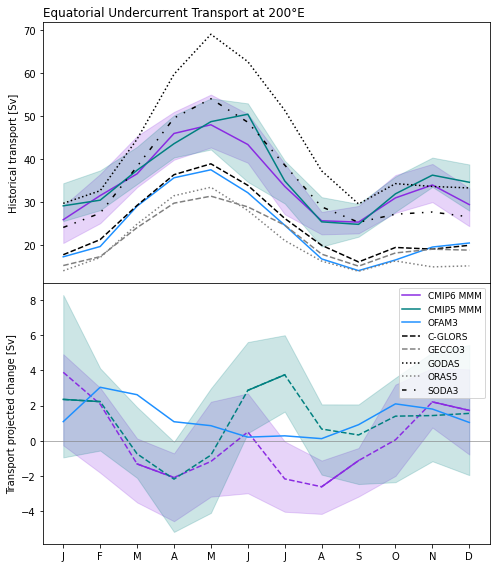 Equatorial Undercurrent Transport at 200°E
Historical transport [Sv]
70
60
50
40
30
20
Transport projected change [Sv]
8
6
4
2
0
−2
−4
CMIP6 MMM
CMIP5 MMM
OFAM3
C-GLORS
GECCO3
GODAS
ORAS5
SODA3
J F M A M J J A S O N D